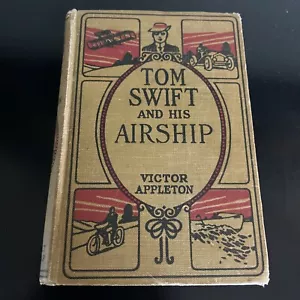 TOM
SWIFT
AND HIS
AIRSHIP
VICTOR
APPLETON